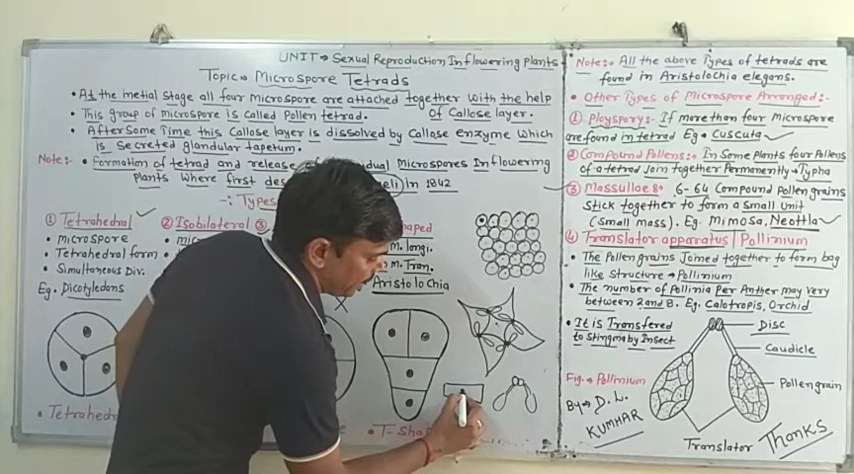 UNIT → Sexual Reproduction In flowering Plants
Topic → Microspore Tetrads
• At the inetial stage all four microspore are attached together with the help of Callose layer.
• This group of microspore is called Pollen tetrad.
• After some Time this Callose layer is dissolved by Callose enzyme which is Secreted glandular tapetum.
Note:- • Formation of tetrad and release Microspores In flowering
Plants Where first in 1842
-: Types
① Tetrahedral
• microspore
• Tetrahedral form
• Simultaneous Div.
Eg. Dicotyledons
② Isobilateral
③
M. longi.
M. Tran.
Aristolochia
• Tetrahed
• T-Sha
Note:- All the above Types of tetrads are
found in Aristolochia elegans.
• Other Types of Microspore Arranged:-
① Ployspory:- If More than four Microspore
are found in tetrad Eg → Cuscuta
② Compound Pollens:- In Some Plants four Pollens
of a tetrad Join together Permanently → Typha
③ Massullae 8• 6-64 Compound Pollen grains
Stick together to form a Small unit
(Small mass). Eg. Mimosa, Neottla
④ Translator apparatus / Pollinium
• The Pollen grains Joined together to form bag
like Structure → Pollinium
• The number of Pollinia Per Anther may very
between 2 and 8. Eg. Calotropis, Orchid
• It is Transfered
to Stingma by Insect
Disc
Caudicle
Pollen grain
Fig. → Pollinium
By → D. L.
KUMHAR
Translator
Thanks